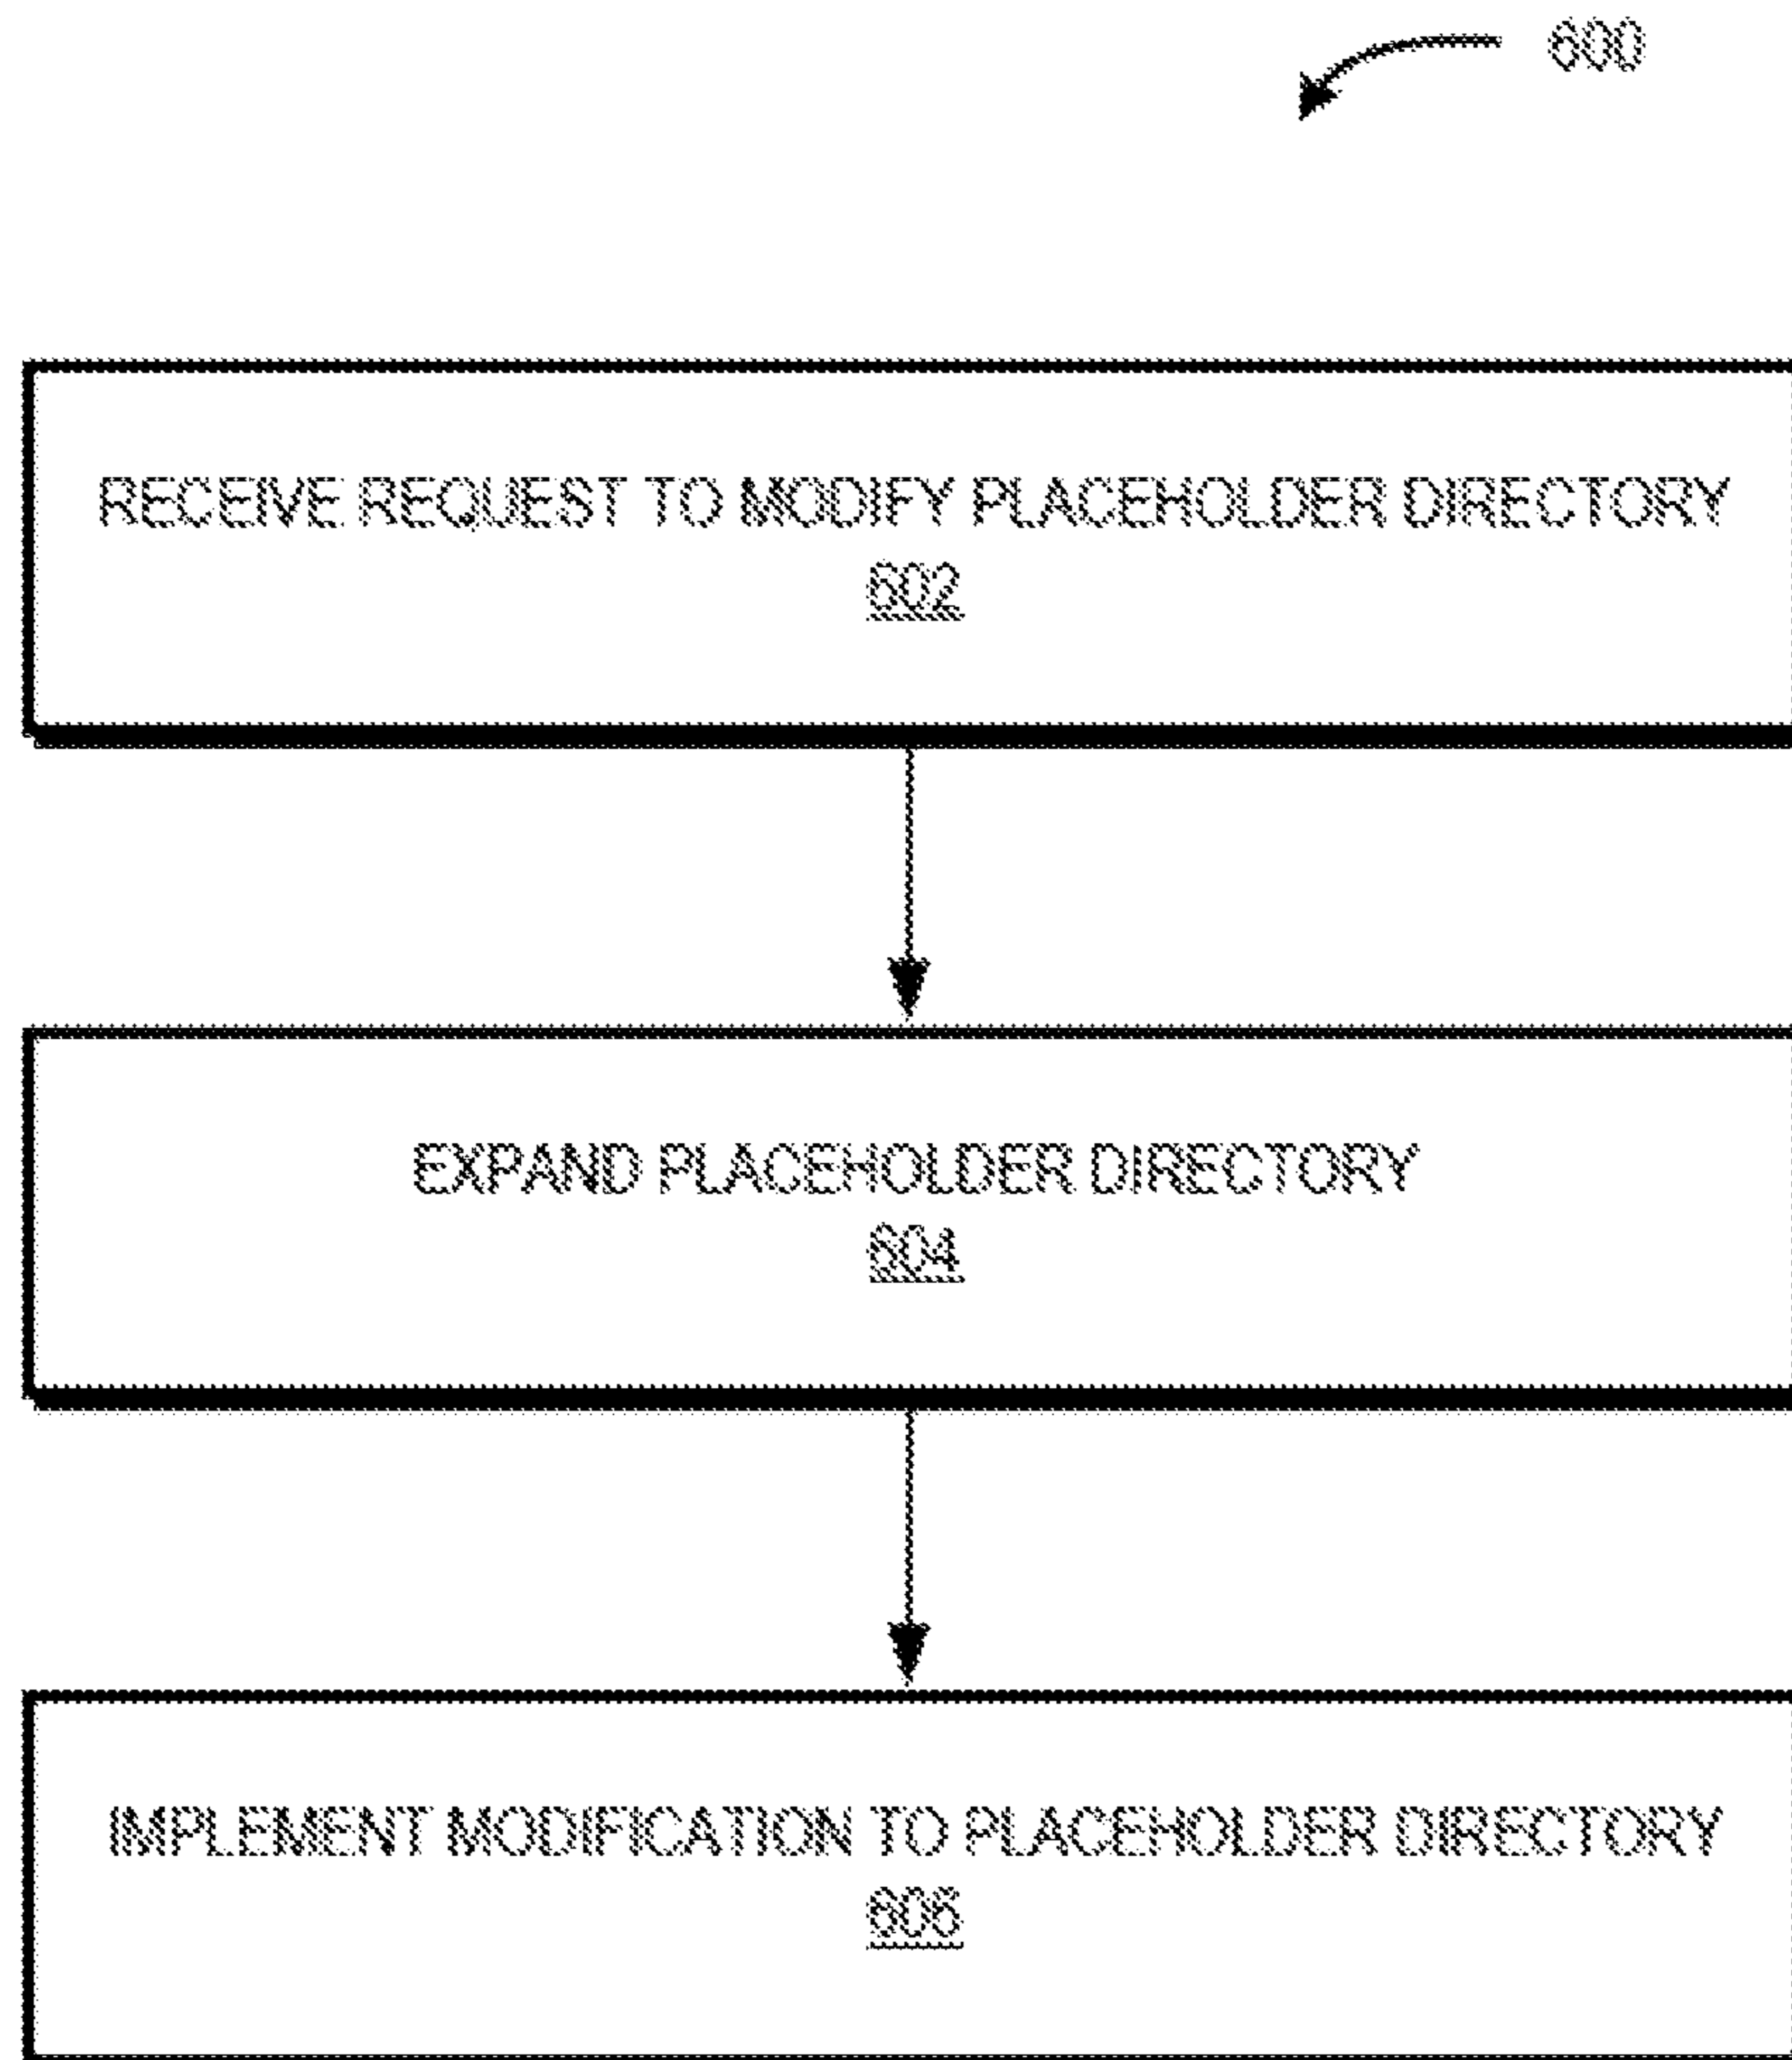 600
RECEIVE REQUEST TO MODIFY PLACEHOLDER DIRECTORY
602
EXPAND PLACEHOLDER DIRECTORY
604
IMPLEMENT MODIFICATION TO PLACEHOLDER DIRECTORY
606